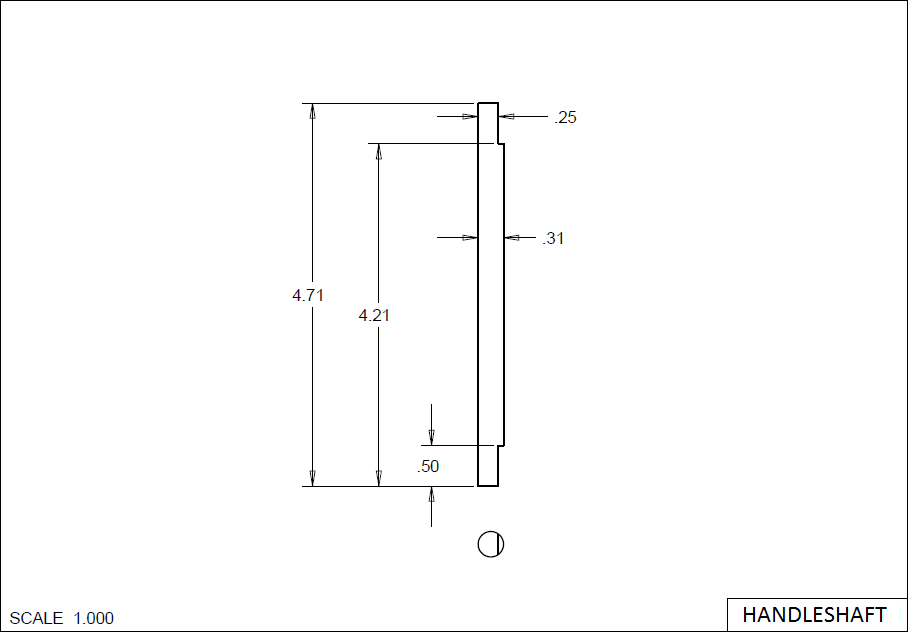 .25
.31
4.71
4.21
.50
SCALE 1.000
HANDLESHAFT